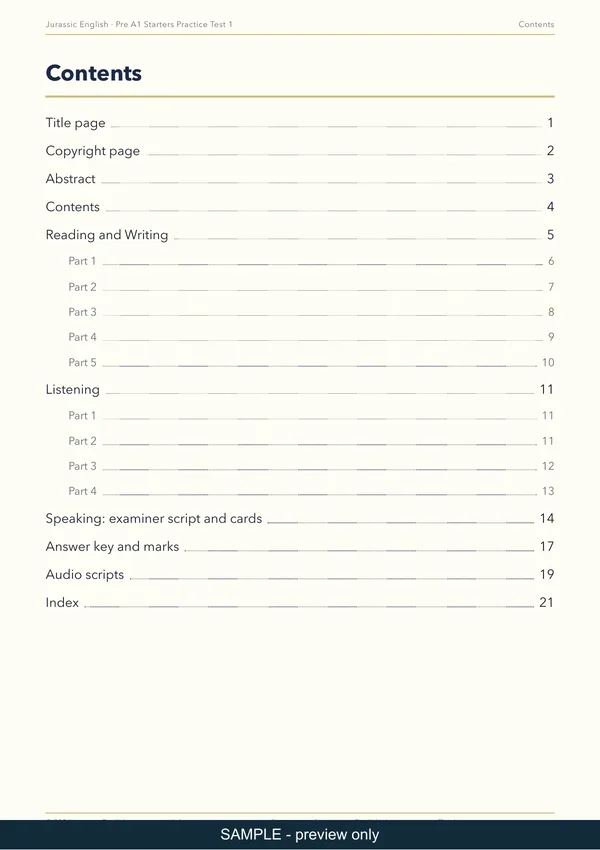 Jurassic English · Pre A1 Starters Practice Test 1 Contents
Contents
Title page 1
Copyright page 2
Abstract 3
Contents 4
Reading and Writing 5
Part 1 6
Part 2 7
Part 3 8
Part 4 9
Part 5 10
Listening 11
Part 1 11
Part 2 11
Part 3 12
Part 4 13
Speaking: examiner script and cards 14
Answer key and marks 17
Audio scripts 19
Index 21
SAMPLE - preview only